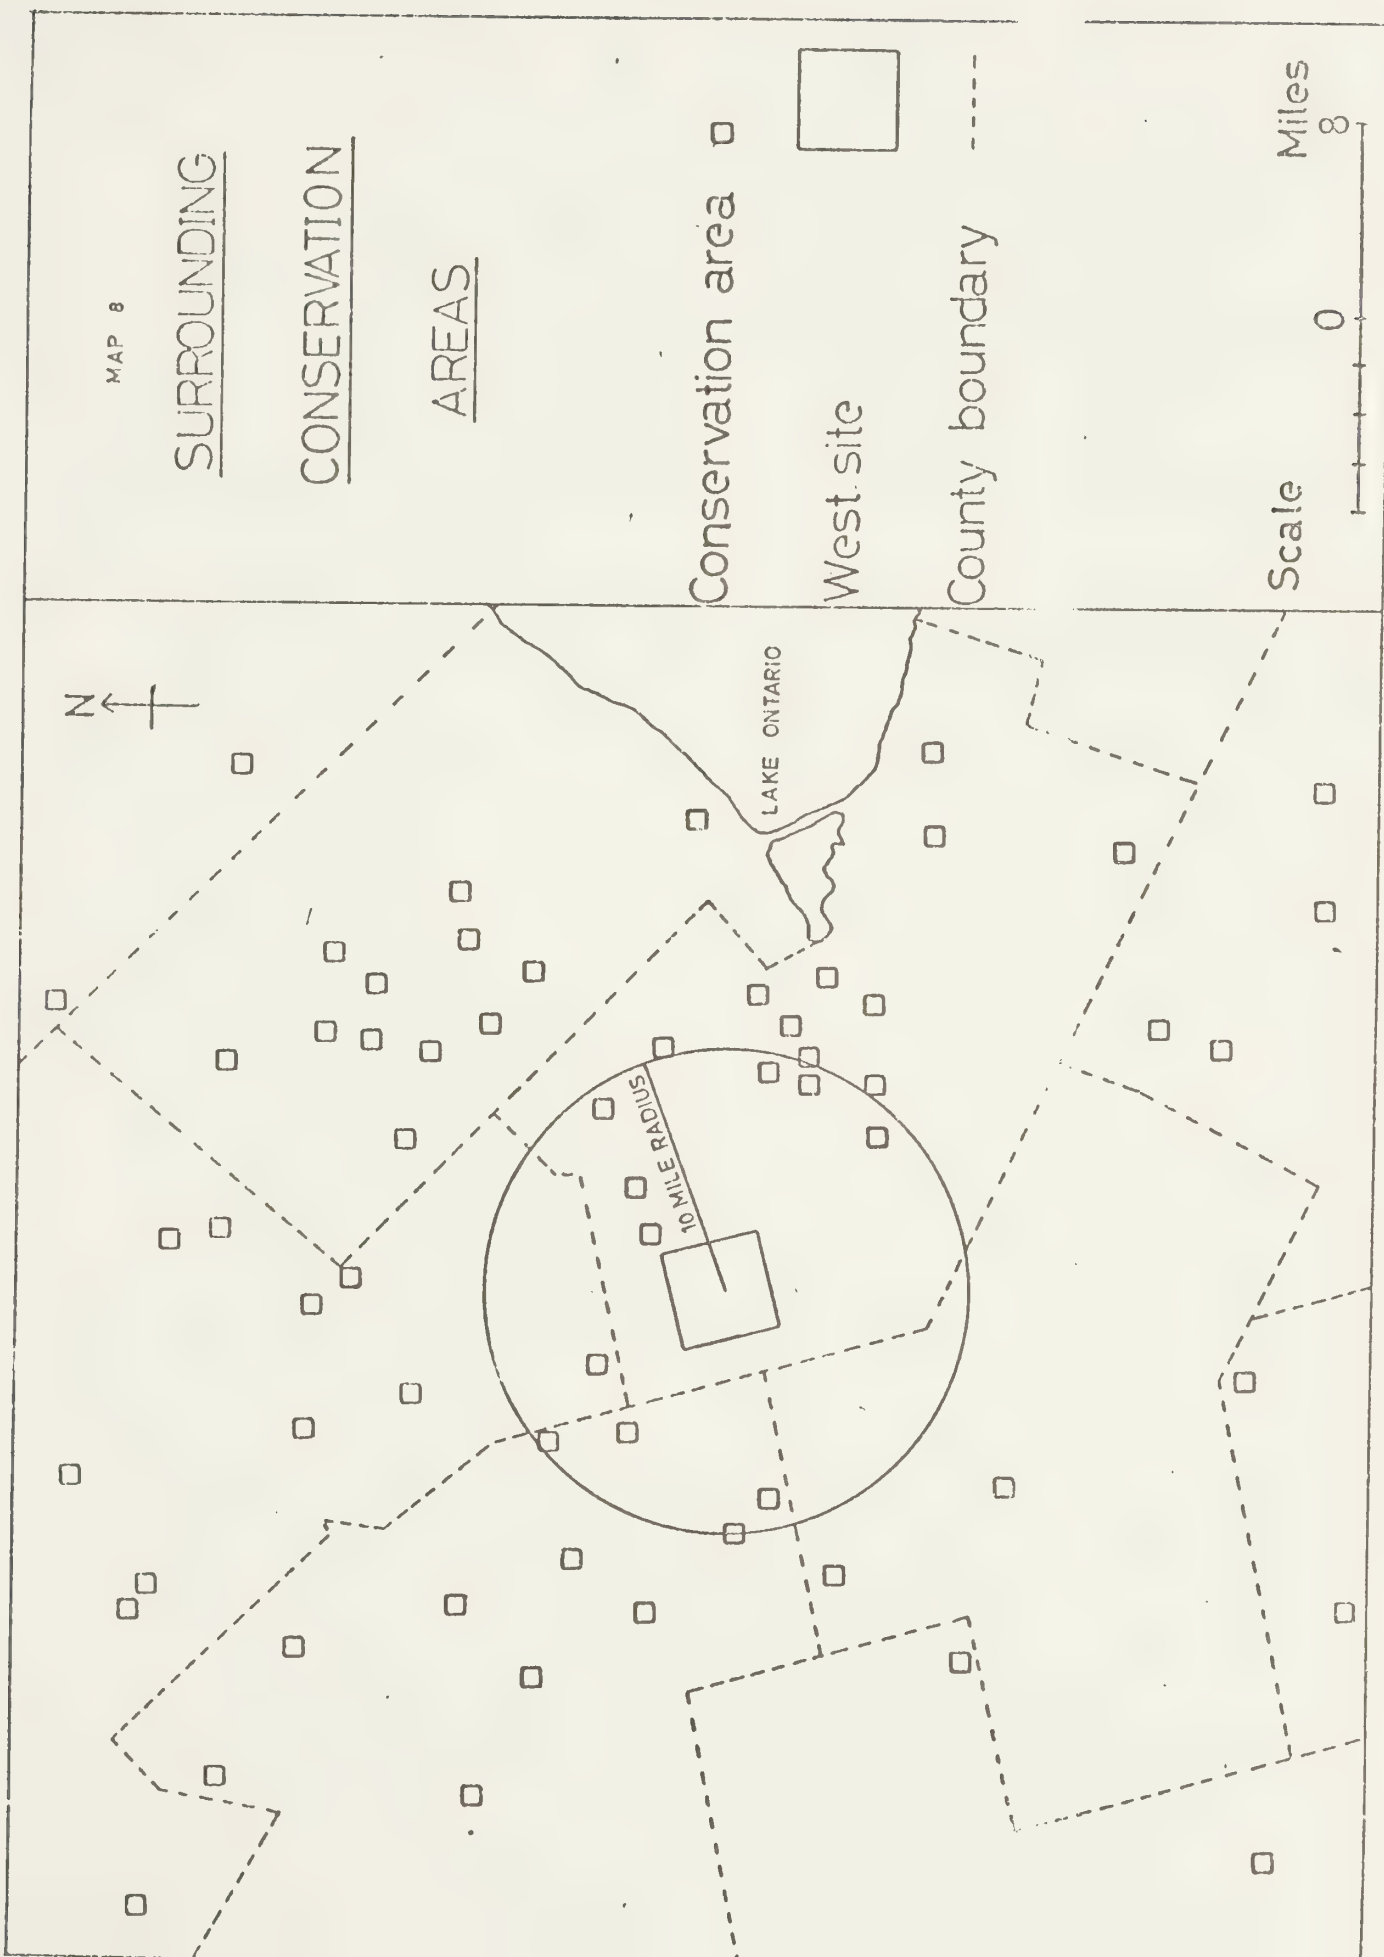 MAP 8
SURROUNDING
CONSERVATION
AREAS
Conservation area
West site
County boundary
Scale
Miles
0
8
N
LAKE ONTARIO
10 MILE RADIUS